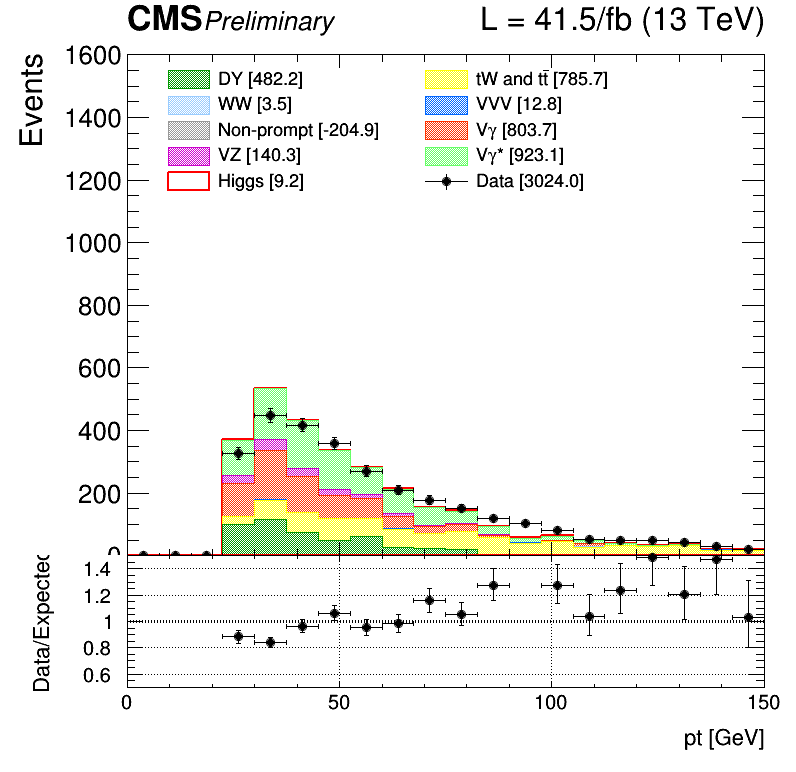 CMS Preliminary L = 41.5/fb (13 TeV)
Events
1600
1400
1200
1000
800
600
400
200
0
DY [482.2]
WW [3.5]
Non-prompt [-204.9]
VZ [140.3]
Higgs [9.2]
tW and tt̄ [785.7]
VVV [12.8]
Vγ [803.7]
Vγ* [923.1]
Data [3024.0]
Data/Expected
1.4
1.2
1
0.8
0.6
0 50 100 150
pt [GeV]